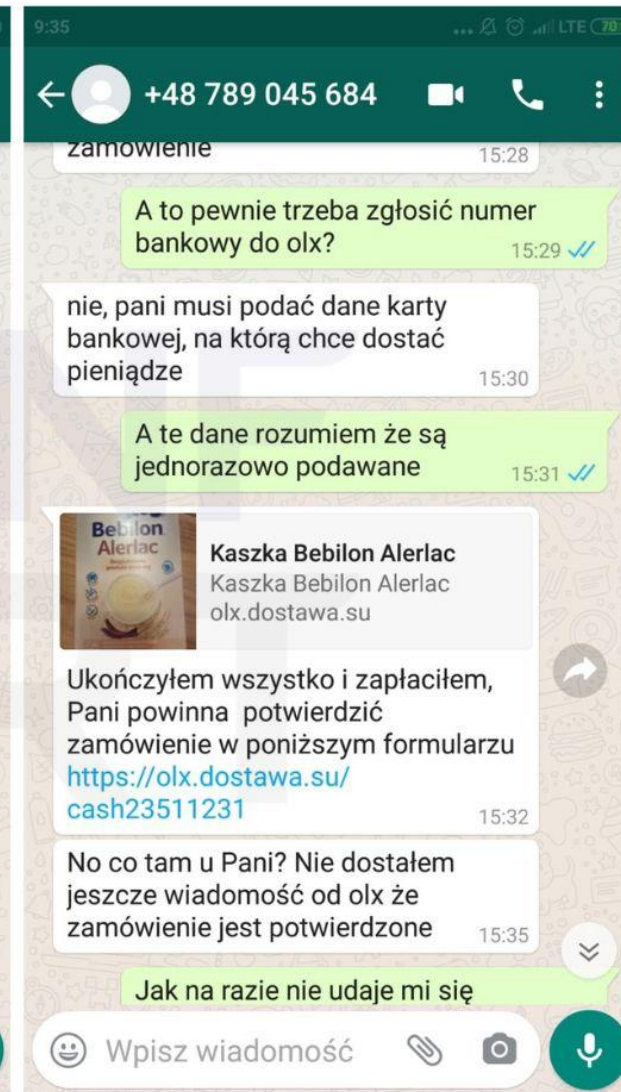 9:35
... LTE 70
+48 789 045 684
zamówienie
15:28
A to pewnie trzeba zgłosić numer
bankowy do olx?
15:29
nie, pani musi podać dane karty
bankowej, na którą chce dostać
pieniądze
15:30
A te dane rozumiem że są
jednorazowo podawane
15:31
Bebilon
Alerlac
Kaszka Bebilon Alerlac
Kaszka Bebilon Alerlac
olx.dostawa.su
Ukończyłem wszystko i zapłaciłem,
Pani powinna potwierdzić
zamówienie w poniższym formularzu
https://olx.dostawa.su/
cash23511231
15:32
No co tam u Pani? Nie dostałem
jeszcze wiadomość od olx że
zamówienie jest potwierdzone
15:35
Jak na razie nie udaje mi się
Wpisz wiadomość